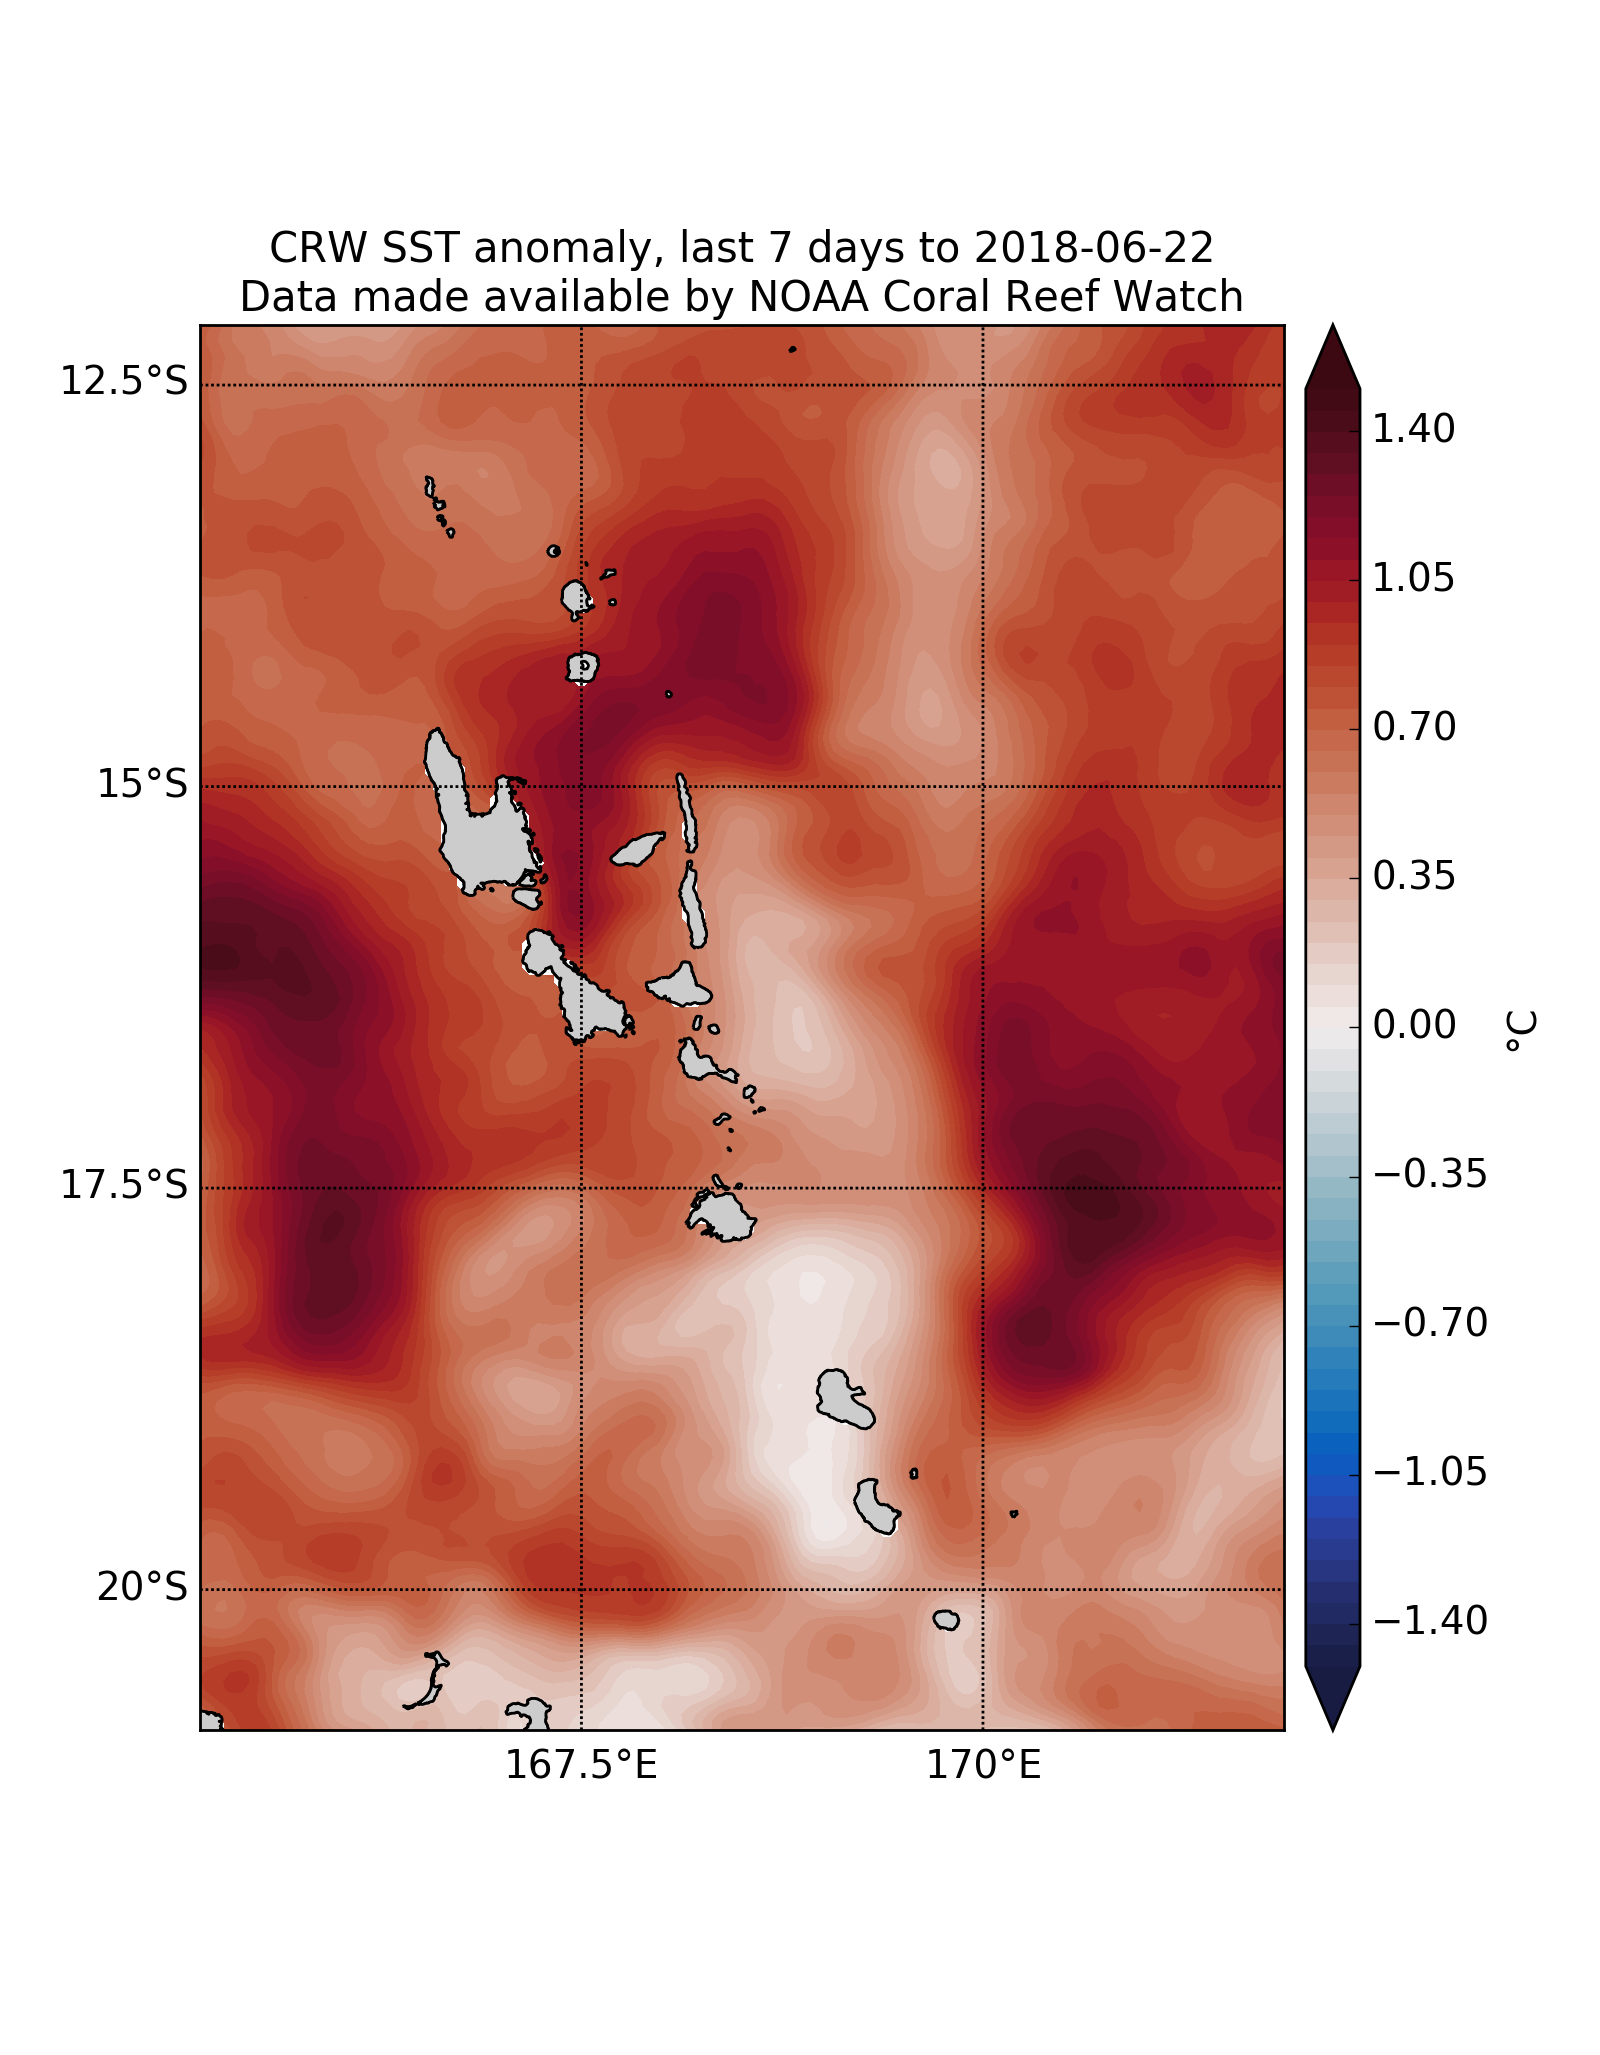 CRW SST anomaly, last 7 days to 2018-06-22
Data made available by NOAA Coral Reef Watch
12.5°S
15°S
17.5°S
20°S
167.5°E
170°E
1.40
1.05
0.70
0.35
0.00
−0.35
−0.70
−1.05
−1.40
°C